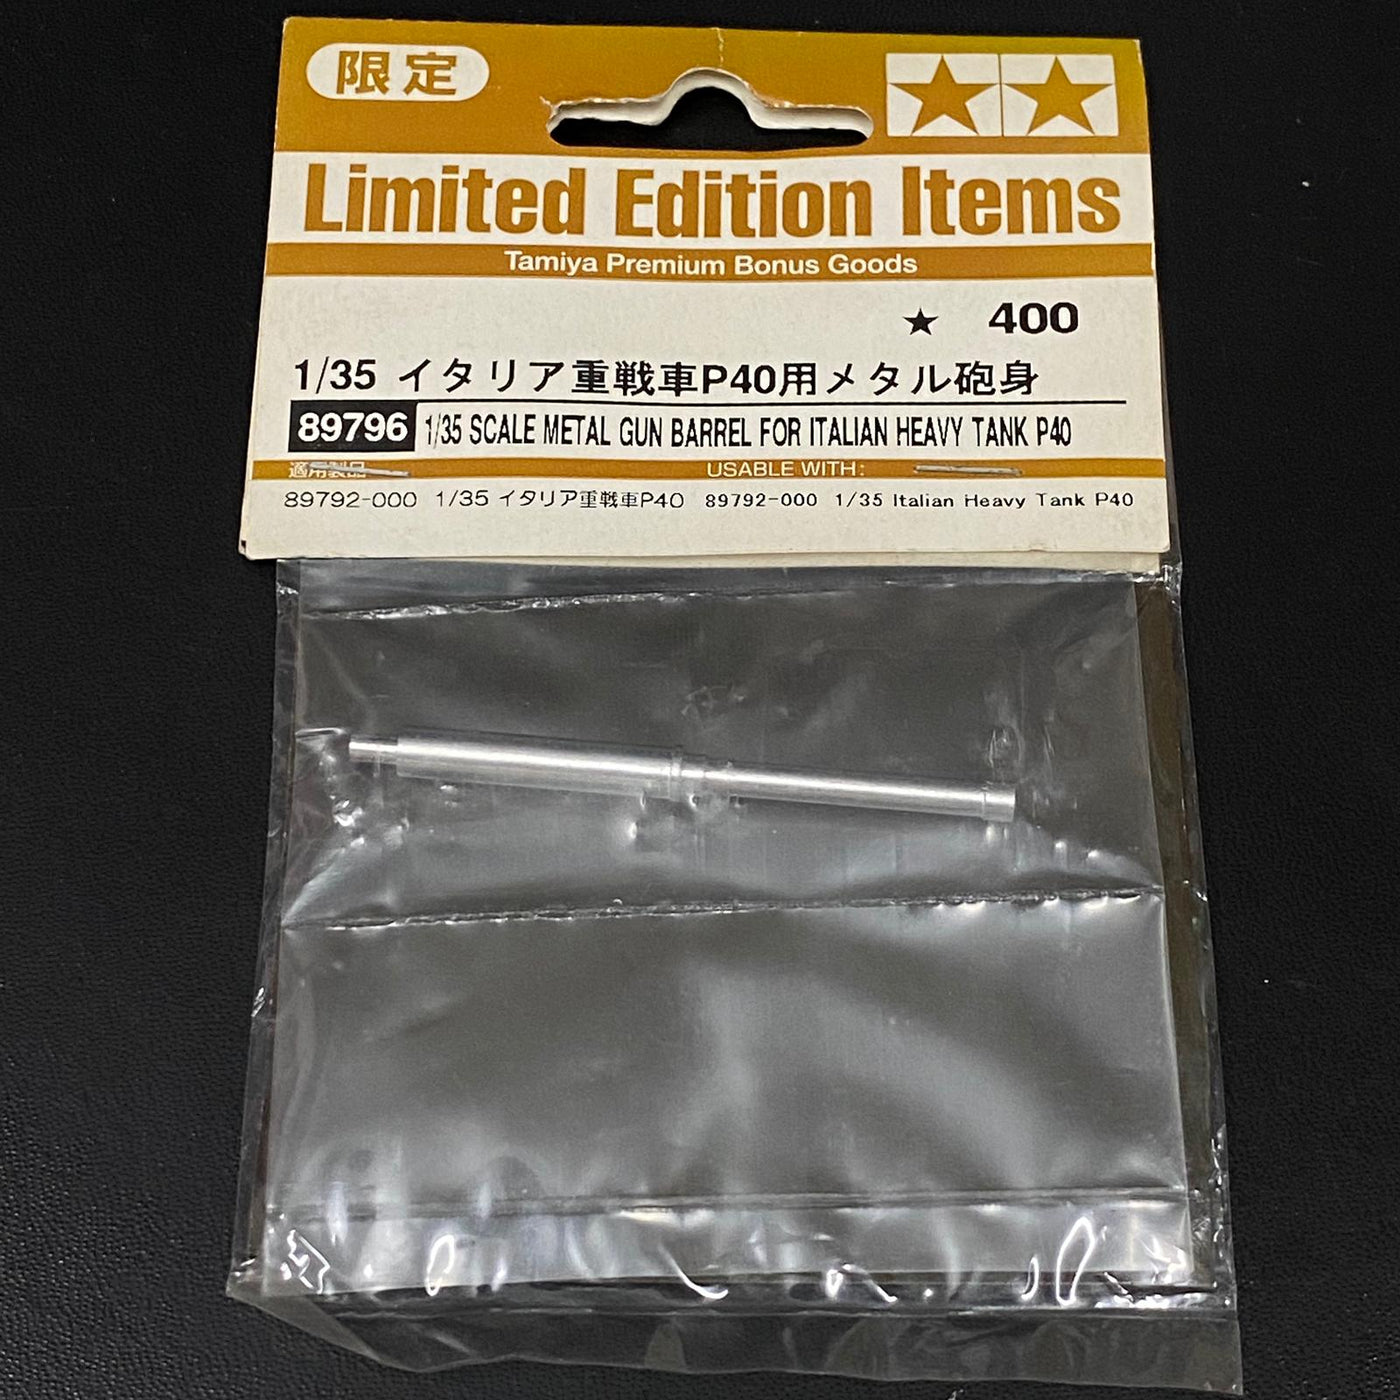 限定
Limited Edition Items
Tamiya Premium Bonus Goods
★ 400
1/35 イタリア重戦車P40用メタル砲身
89796 1/35 SCALE METAL GUN BARREL FOR ITALIAN HEAVY TANK P40
適用製品 USABLE WITH:
89792-000 1/35 イタリア重戦車P40 89792-000 1/35 Italian Heavy Tank P40